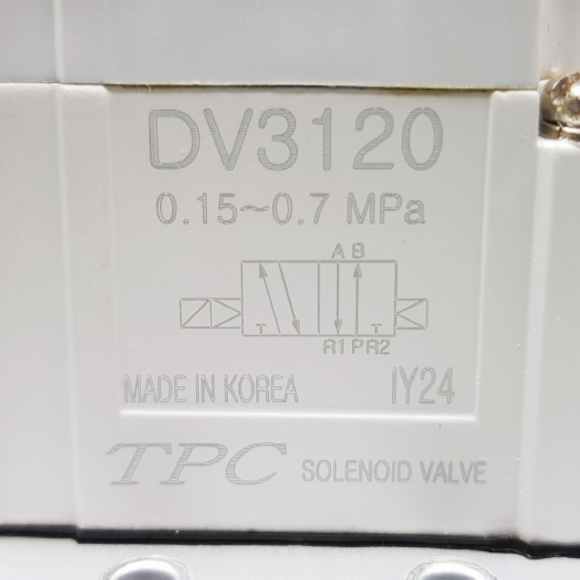 DV3120
0.15~0.7 MPa
A B
R1 P R2
MADE IN KOREA IY24
TPC SOLENOID VALVE